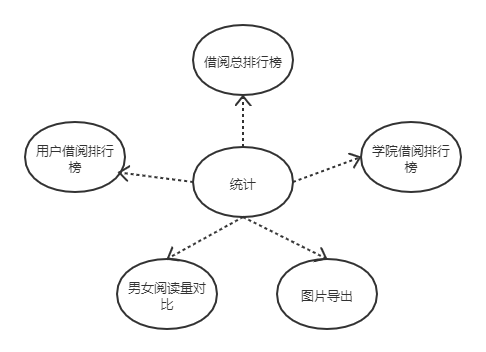 借阅总排行榜
用户借阅排行
榜
学院借阅排行
榜
统计
男女阅读量对
比
图片导出